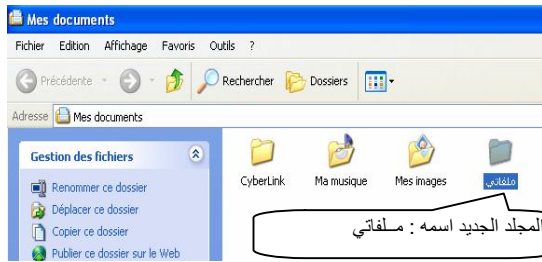 Mes documents
Fichier Edition Affichage Favoris Outils ?
Précédente Rechercher Dossiers
Adresse Mes documents
Gestion des fichiers
Renommer ce dossier
Déplacer ce dossier
Copier ce dossier
Publier ce dossier sur le Web
CyberLink Ma musique Mes images ملفاتي
المجلد الجديد اسمه : مــلفاتي